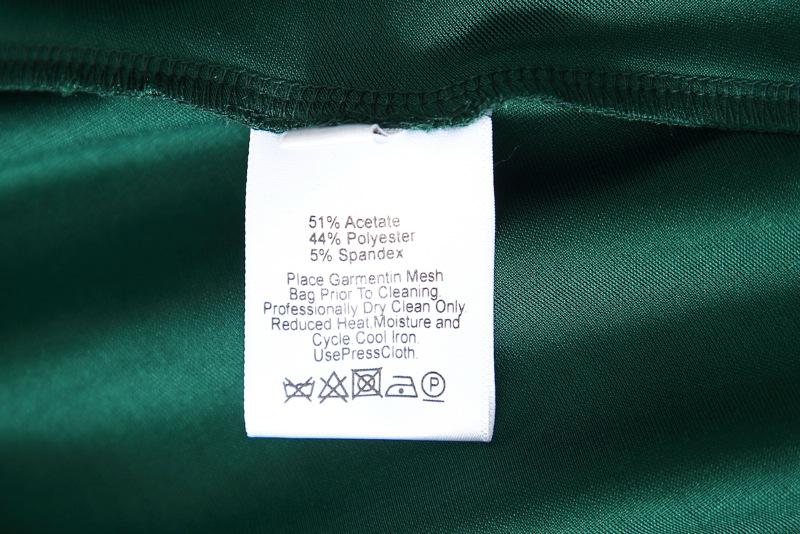 51% Acetate
44% Polyester
5% Spandex
Place Garmentin Mesh
Bag Prior To Cleaning
Professionally Dry Clean Only.
Reduced Heat,Moisture and
Cycle Cool Iron.
UsePressCloth.
P